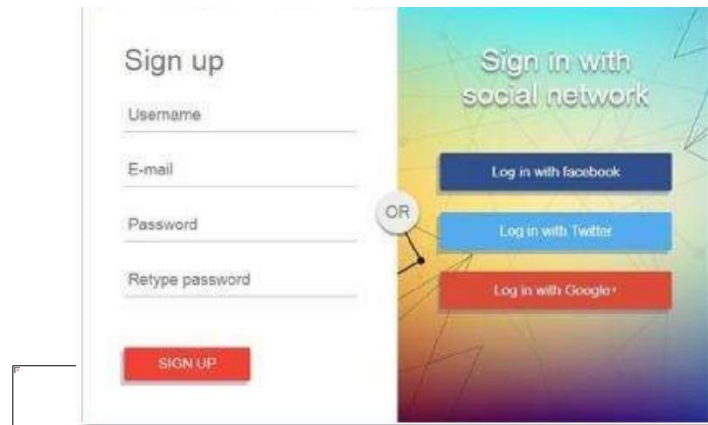 Sign up
Username
E-mail
Password
Retype password
SIGN UP
OR
Sign in with
social network
Log in with facebook
Log in with Twitter
Log in with Google+